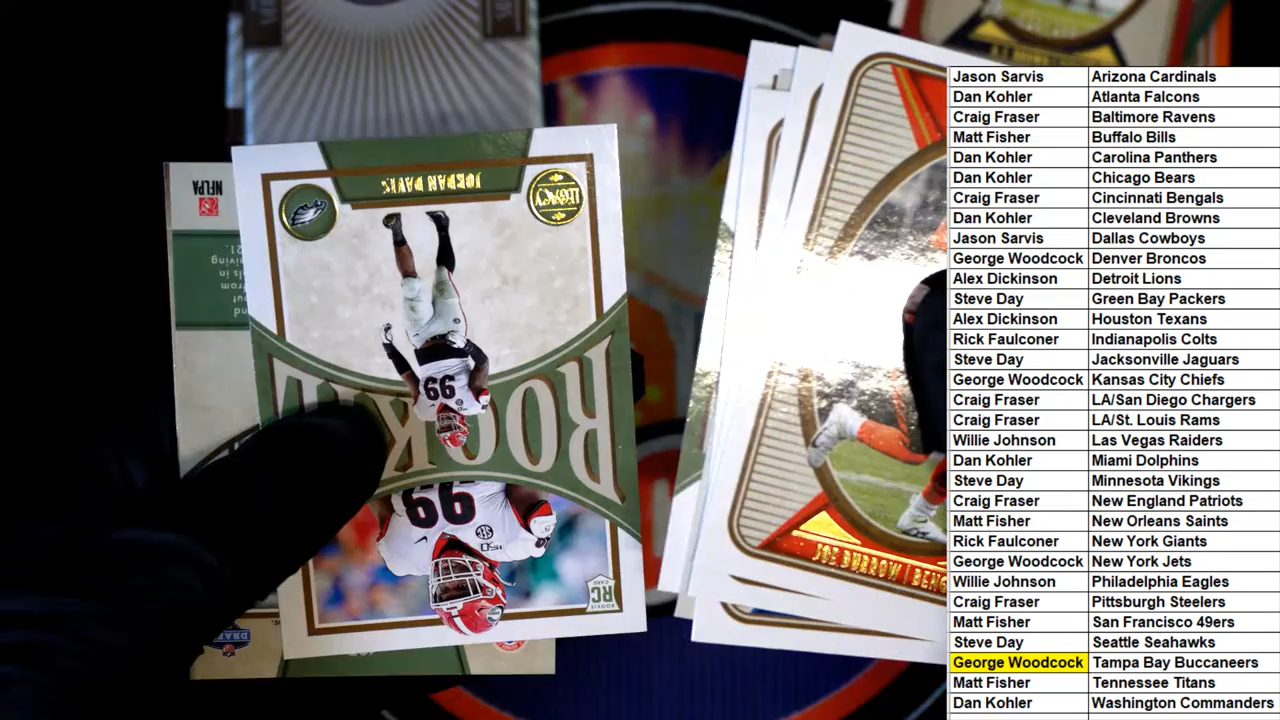 Jason Sarvis Arizona Cardinals
Dan Kohler Atlanta Falcons
Craig Fraser Baltimore Ravens
Matt Fisher Buffalo Bills
Dan Kohler Carolina Panthers
Dan Kohler Chicago Bears
Craig Fraser Cincinnati Bengals
Dan Kohler Cleveland Browns
Jason Sarvis Dallas Cowboys
George Woodcock Denver Broncos
Alex Dickinson Detroit Lions
Steve Day Green Bay Packers
Alex Dickinson Houston Texans
Rick Faulconer Indianapolis Colts
Steve Day Jacksonville Jaguars
George Woodcock Kansas City Chiefs
Craig Fraser LA/San Diego Chargers
Craig Fraser LA/St. Louis Rams
Willie Johnson Las Vegas Raiders
Dan Kohler Miami Dolphins
Steve Day Minnesota Vikings
Craig Fraser New England Patriots
Matt Fisher New Orleans Saints
Rick Faulconer New York Giants
George Woodcock New York Jets
Willie Johnson Philadelphia Eagles
Craig Fraser Pittsburgh Steelers
Matt Fisher San Francisco 49ers
Steve Day Seattle Seahawks
George Woodcock Tampa Bay Buccaneers
Matt Fisher Tennessee Titans
Dan Kohler Washington Commanders
JORDAN DAVIS
LEGACY
ROOKIE
99
99
ROOKIE
RC
CARD
NFLPA
DRAFT
JOE BURROW | BENG